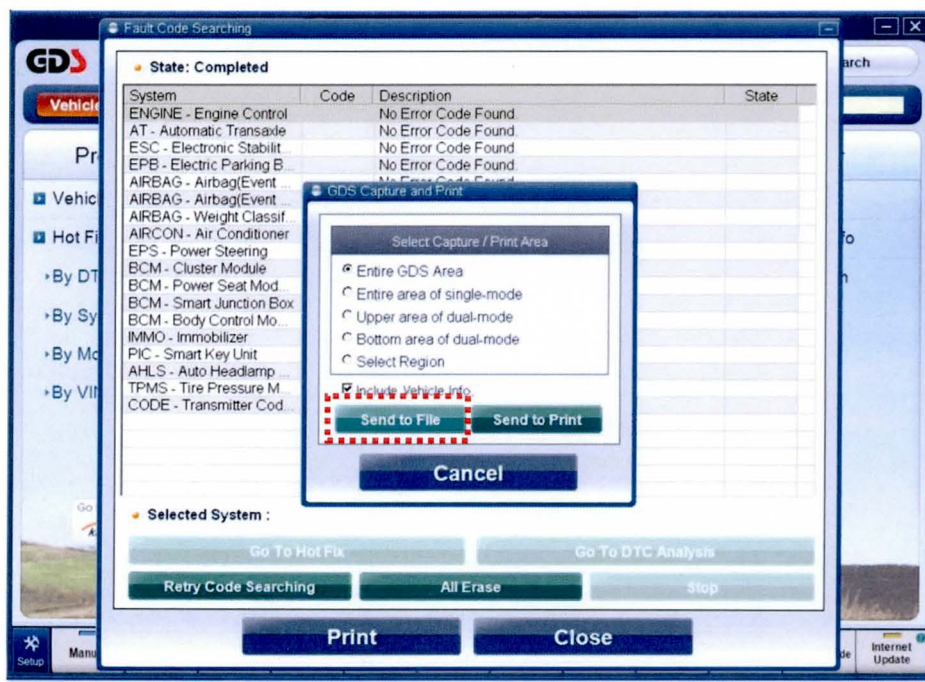 Fault Code Searching
GDS
arch
State: Completed
Vehicle
System Code Description State
ENGINE - Engine Control No Error Code Found.
AT - Automatic Transaxle No Error Code Found.
ESC - Electronic Stabilit... No Error Code Found.
EPB - Electric Parking B... No Error Code Found.
AIRBAG - Airbag(Event ... No Error Code Found.
AIRBAG - Airbag(Event ...
AIRBAG - Weight Classif...
AIRCON - Air Conditioner
EPS - Power Steering
BCM - Cluster Module
BCM - Power Seat Mod...
BCM - Smart Junction Box
BCM - Body Control Mo...
IMMO - Immobilizer
PIC - Smart Key Unit
AHLS - Auto Headlamp ...
TPMS - Tire Pressure M...
CODE - Transmitter Cod...
Pr
Vehic
Hot Fi
By DT
By Sy
By Mo
By VIN
fo
n
GDS Capture and Print
Select Capture / Print Area
Entire GDS Area
Entire area of single-mode
Upper area of dual-mode
Bottom area of dual-mode
Select Region
Include Vehicle Info.
Send to File Send to Print
Cancel
Go
Selected System :
Go To Hot Fix Go To DTC Analysis
Retry Code Searching All Erase Stop
Print Close
Setup
Manu
de
Internet
Update